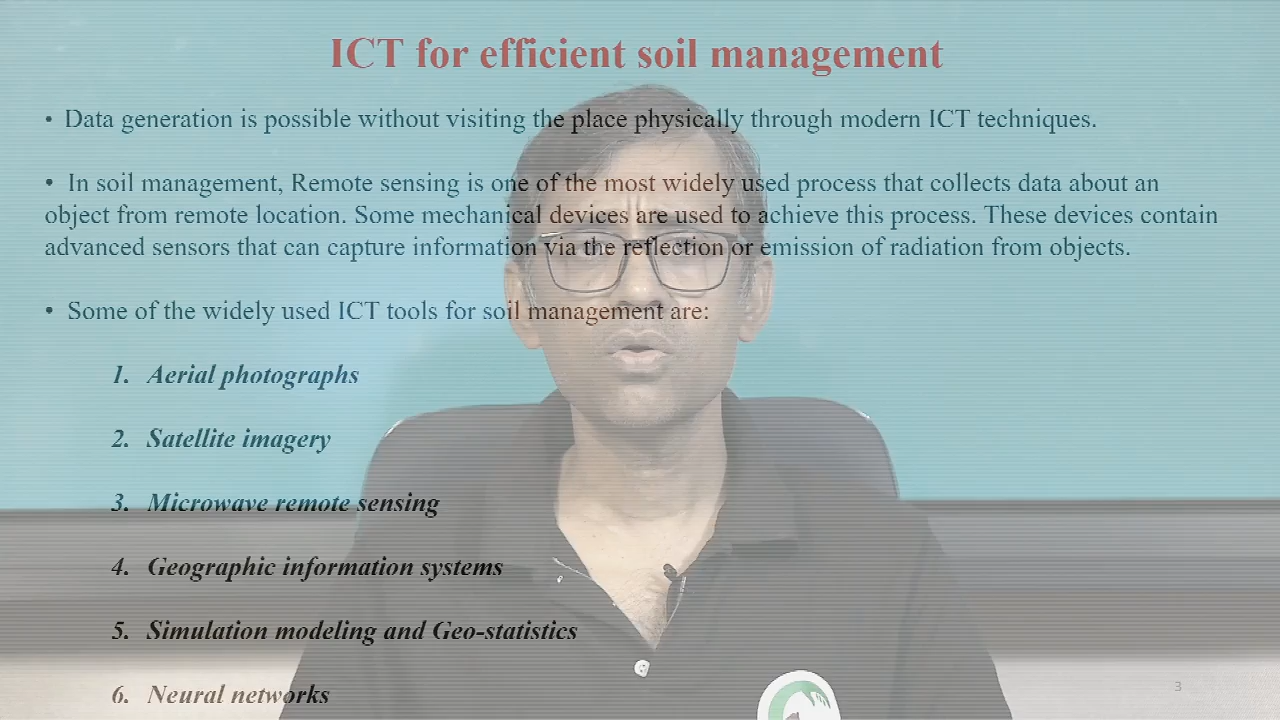 ICT for efficient soil management
• Data generation is possible without visiting the place physically through modern ICT techniques.
• In soil management, Remote sensing is one of the most widely used process that collects data about an
object from remote location. Some mechanical devices are used to achieve this process. These devices contain
advanced sensors that can capture information via the reflection or emission of radiation from objects.
• Some of the widely used ICT tools for soil management are:
1. Aerial photographs
2. Satellite imagery
3. Microwave remote sensing
4. Geographic information systems
5. Simulation modeling and Geo-statistics
6. Neural networks
3